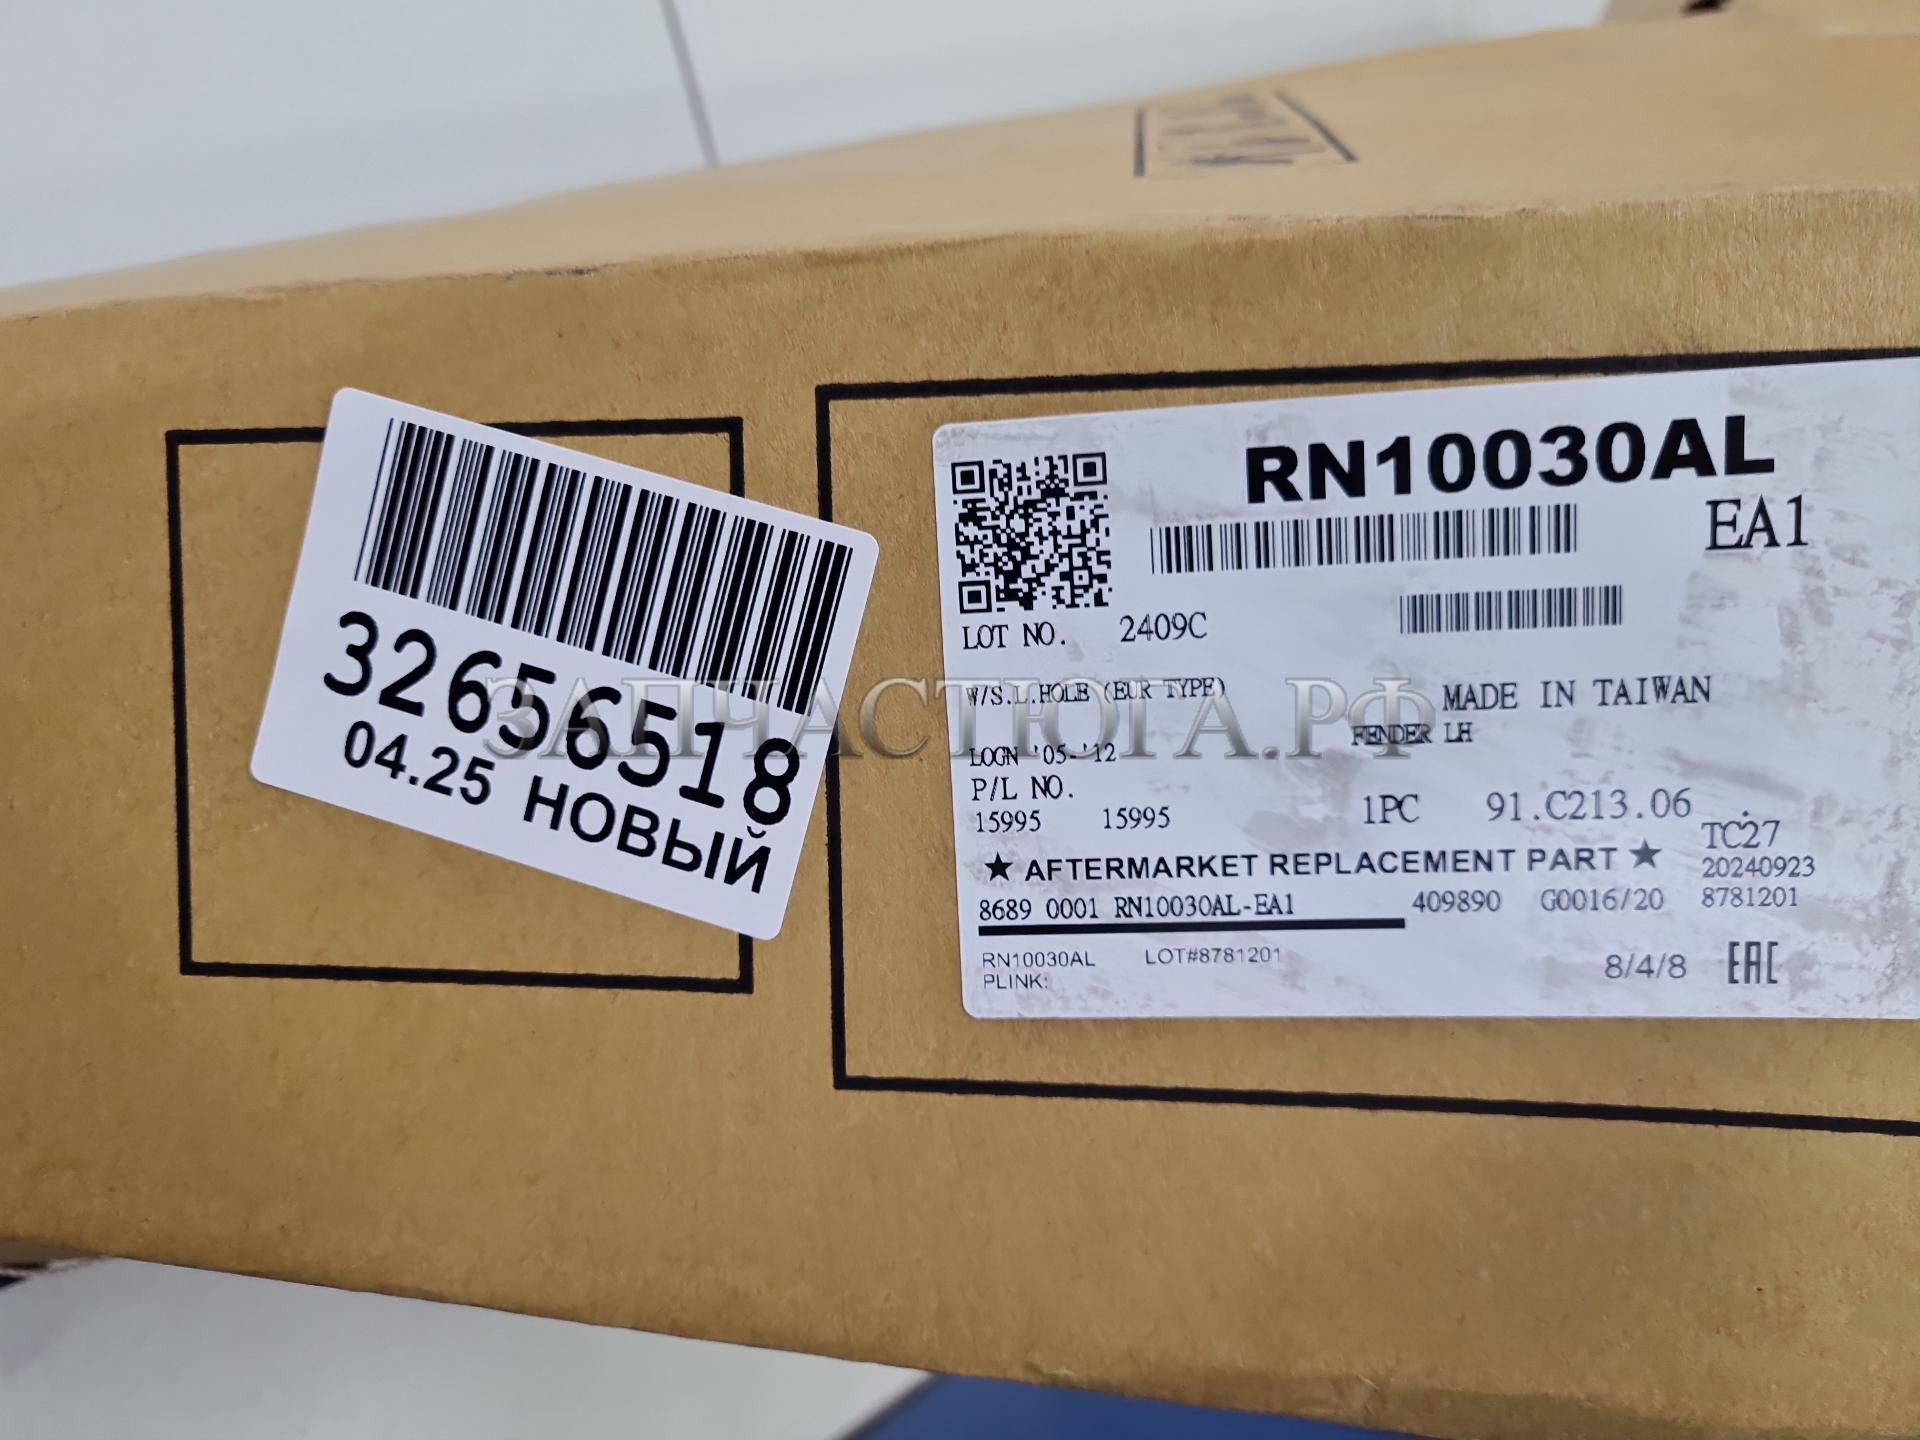 32656518
04.25 НОВЫЙ
RN10030AL
EA1
LOT NO. 2409C
W/S.L.HOLE (EUR TYPE)
MADE IN TAIWAN
FENDER LH
LOGN '05-'12
P/L NO.
15995 15995 1PC 91.C213.06
TC27
★ AFTERMARKET REPLACEMENT PART ★
20240923
8689 0001 RN10030AL-EA1 409890 G0016/20 8781201
RN10030AL LOT#8781201
PLINK:
8/4/8 EAC
ЗАПЧАСТЮГА.РФ